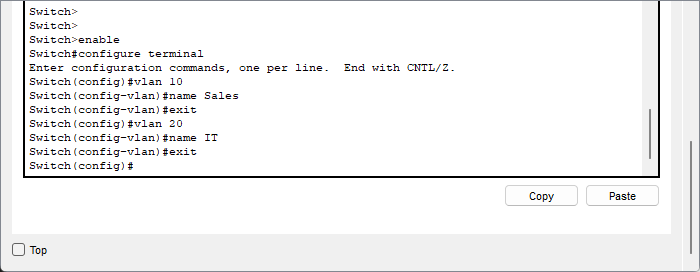 Switch>
Switch>
Switch>enable
Switch#configure terminal
Enter configuration commands, one per line.  End with CNTL/Z.
Switch(config)#vlan 10
Switch(config-vlan)#name Sales
Switch(config-vlan)#exit
Switch(config)#vlan 20
Switch(config-vlan)#name IT
Switch(config-vlan)#exit
Switch(config)#
Copy Paste
Top